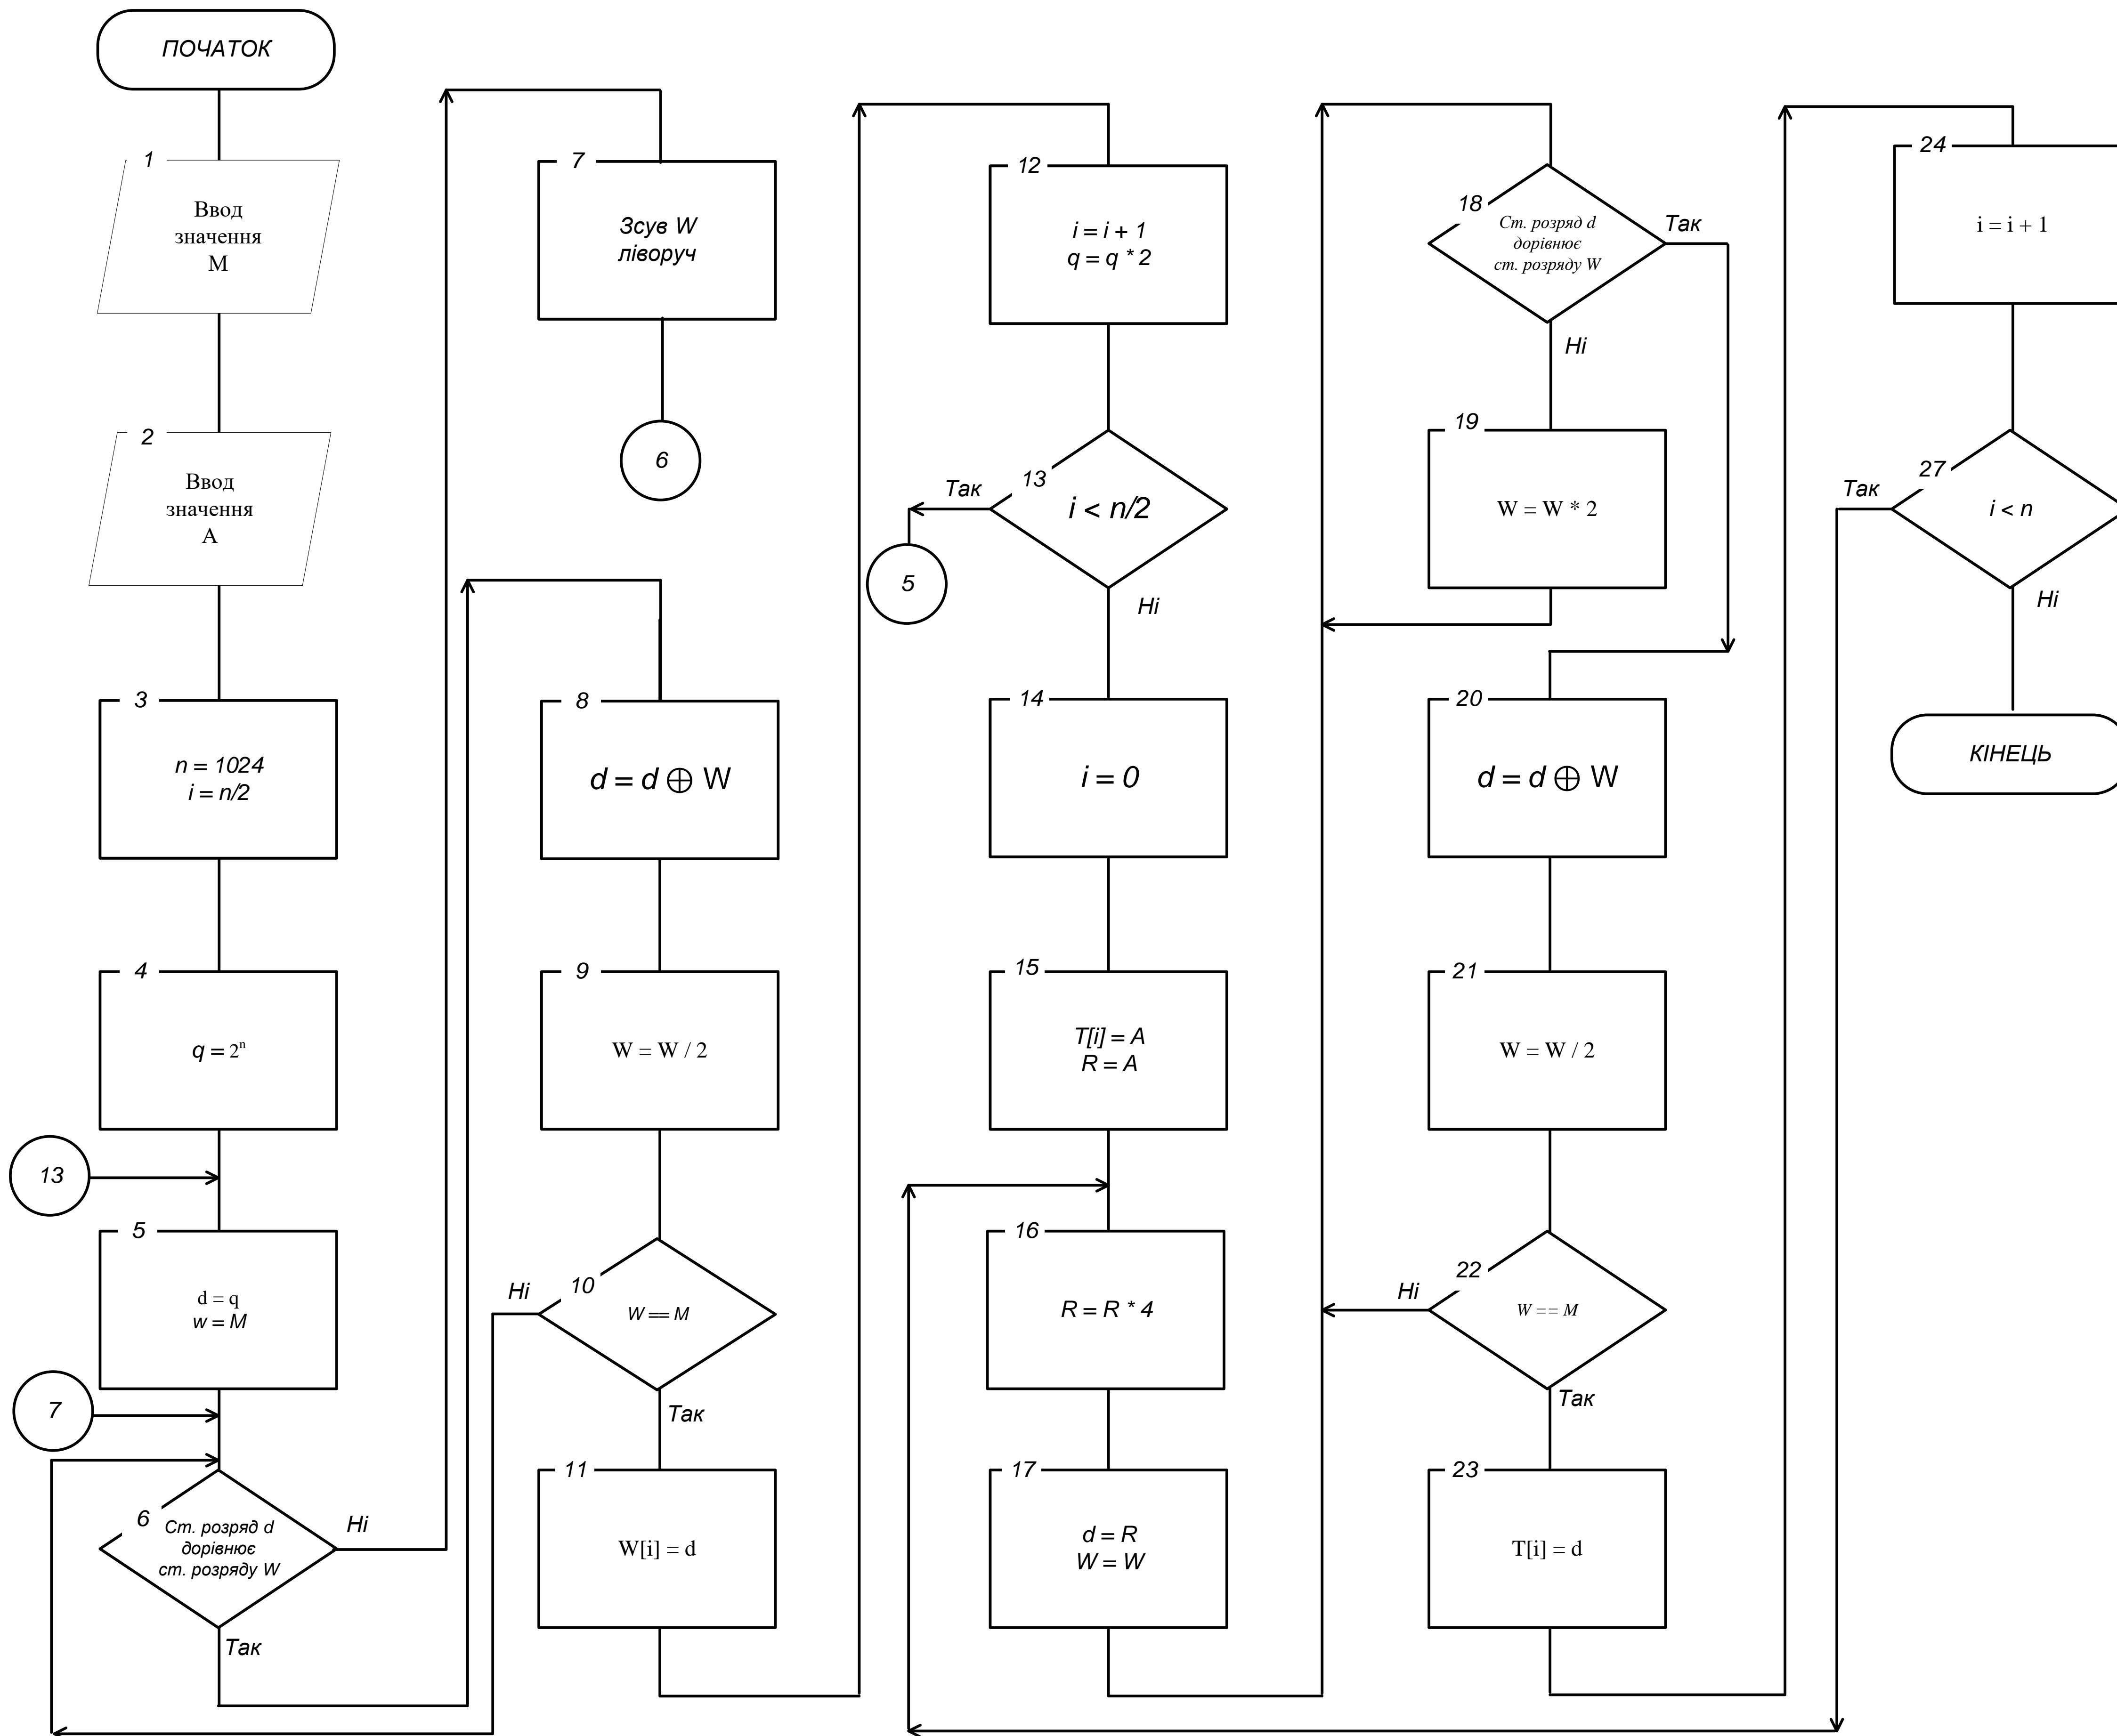 ПОЧАТОК
1
Ввод
значення
М
2
Ввод
значення
А
3
n = 1024
i = n/2
4
q = 2ⁿ
13
5
d = q
w = M
7
6
Ст. розряд d
дорівнює
ст. розряду W
Ні
Так
7
Зсув W
ліворуч
6
8
d = d ⊕ W
9
W = W / 2
10
W == M
Ні
Так
11
W[i] = d
12
i = i + 1
q = q * 2
13
i < n/2
Так
5
Ні
14
i = 0
15
T[i] = A
R = A
16
R = R * 4
17
d = R
W = W
18
Ст. розряд d
дорівнює
ст. розряду W
Так
Ні
19
W = W * 2
20
d = d ⊕ W
21
W = W / 2
22
W == M
Ні
Так
23
T[i] = d
24
i = i + 1
27
i < n
Так
Ні
КІНЕЦЬ